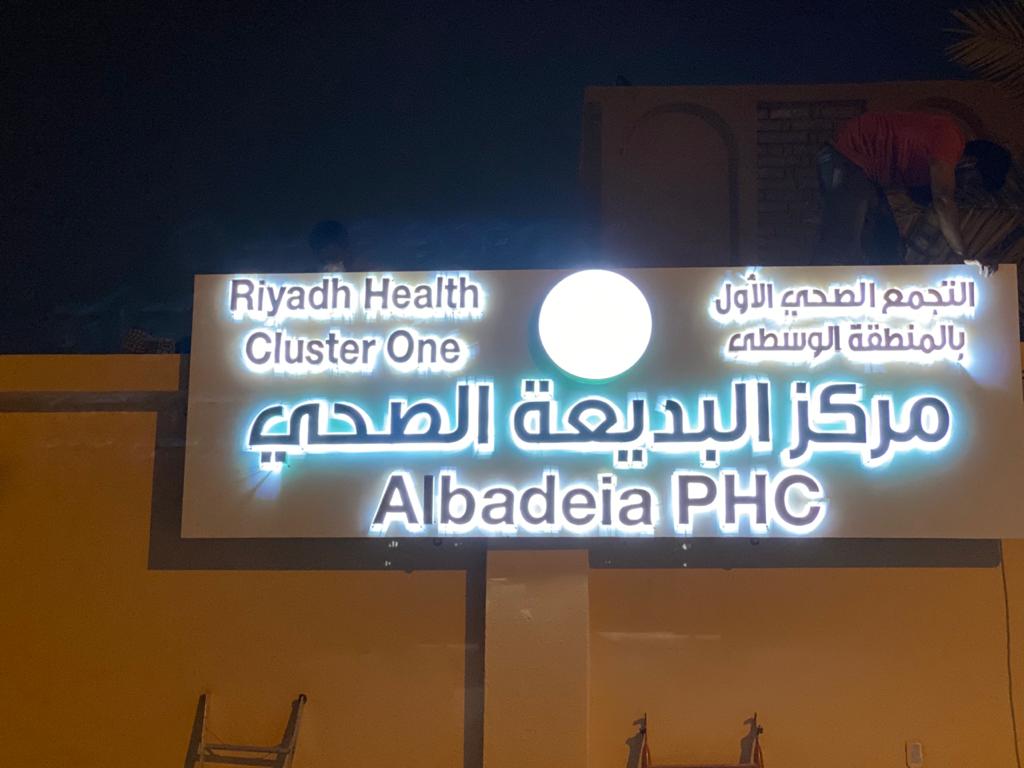 Riyadh Health
Cluster One
التجمع الصحي الأول
بالمنطقة الوسطى
مركز البديعة الصحي
Albadeia PHC